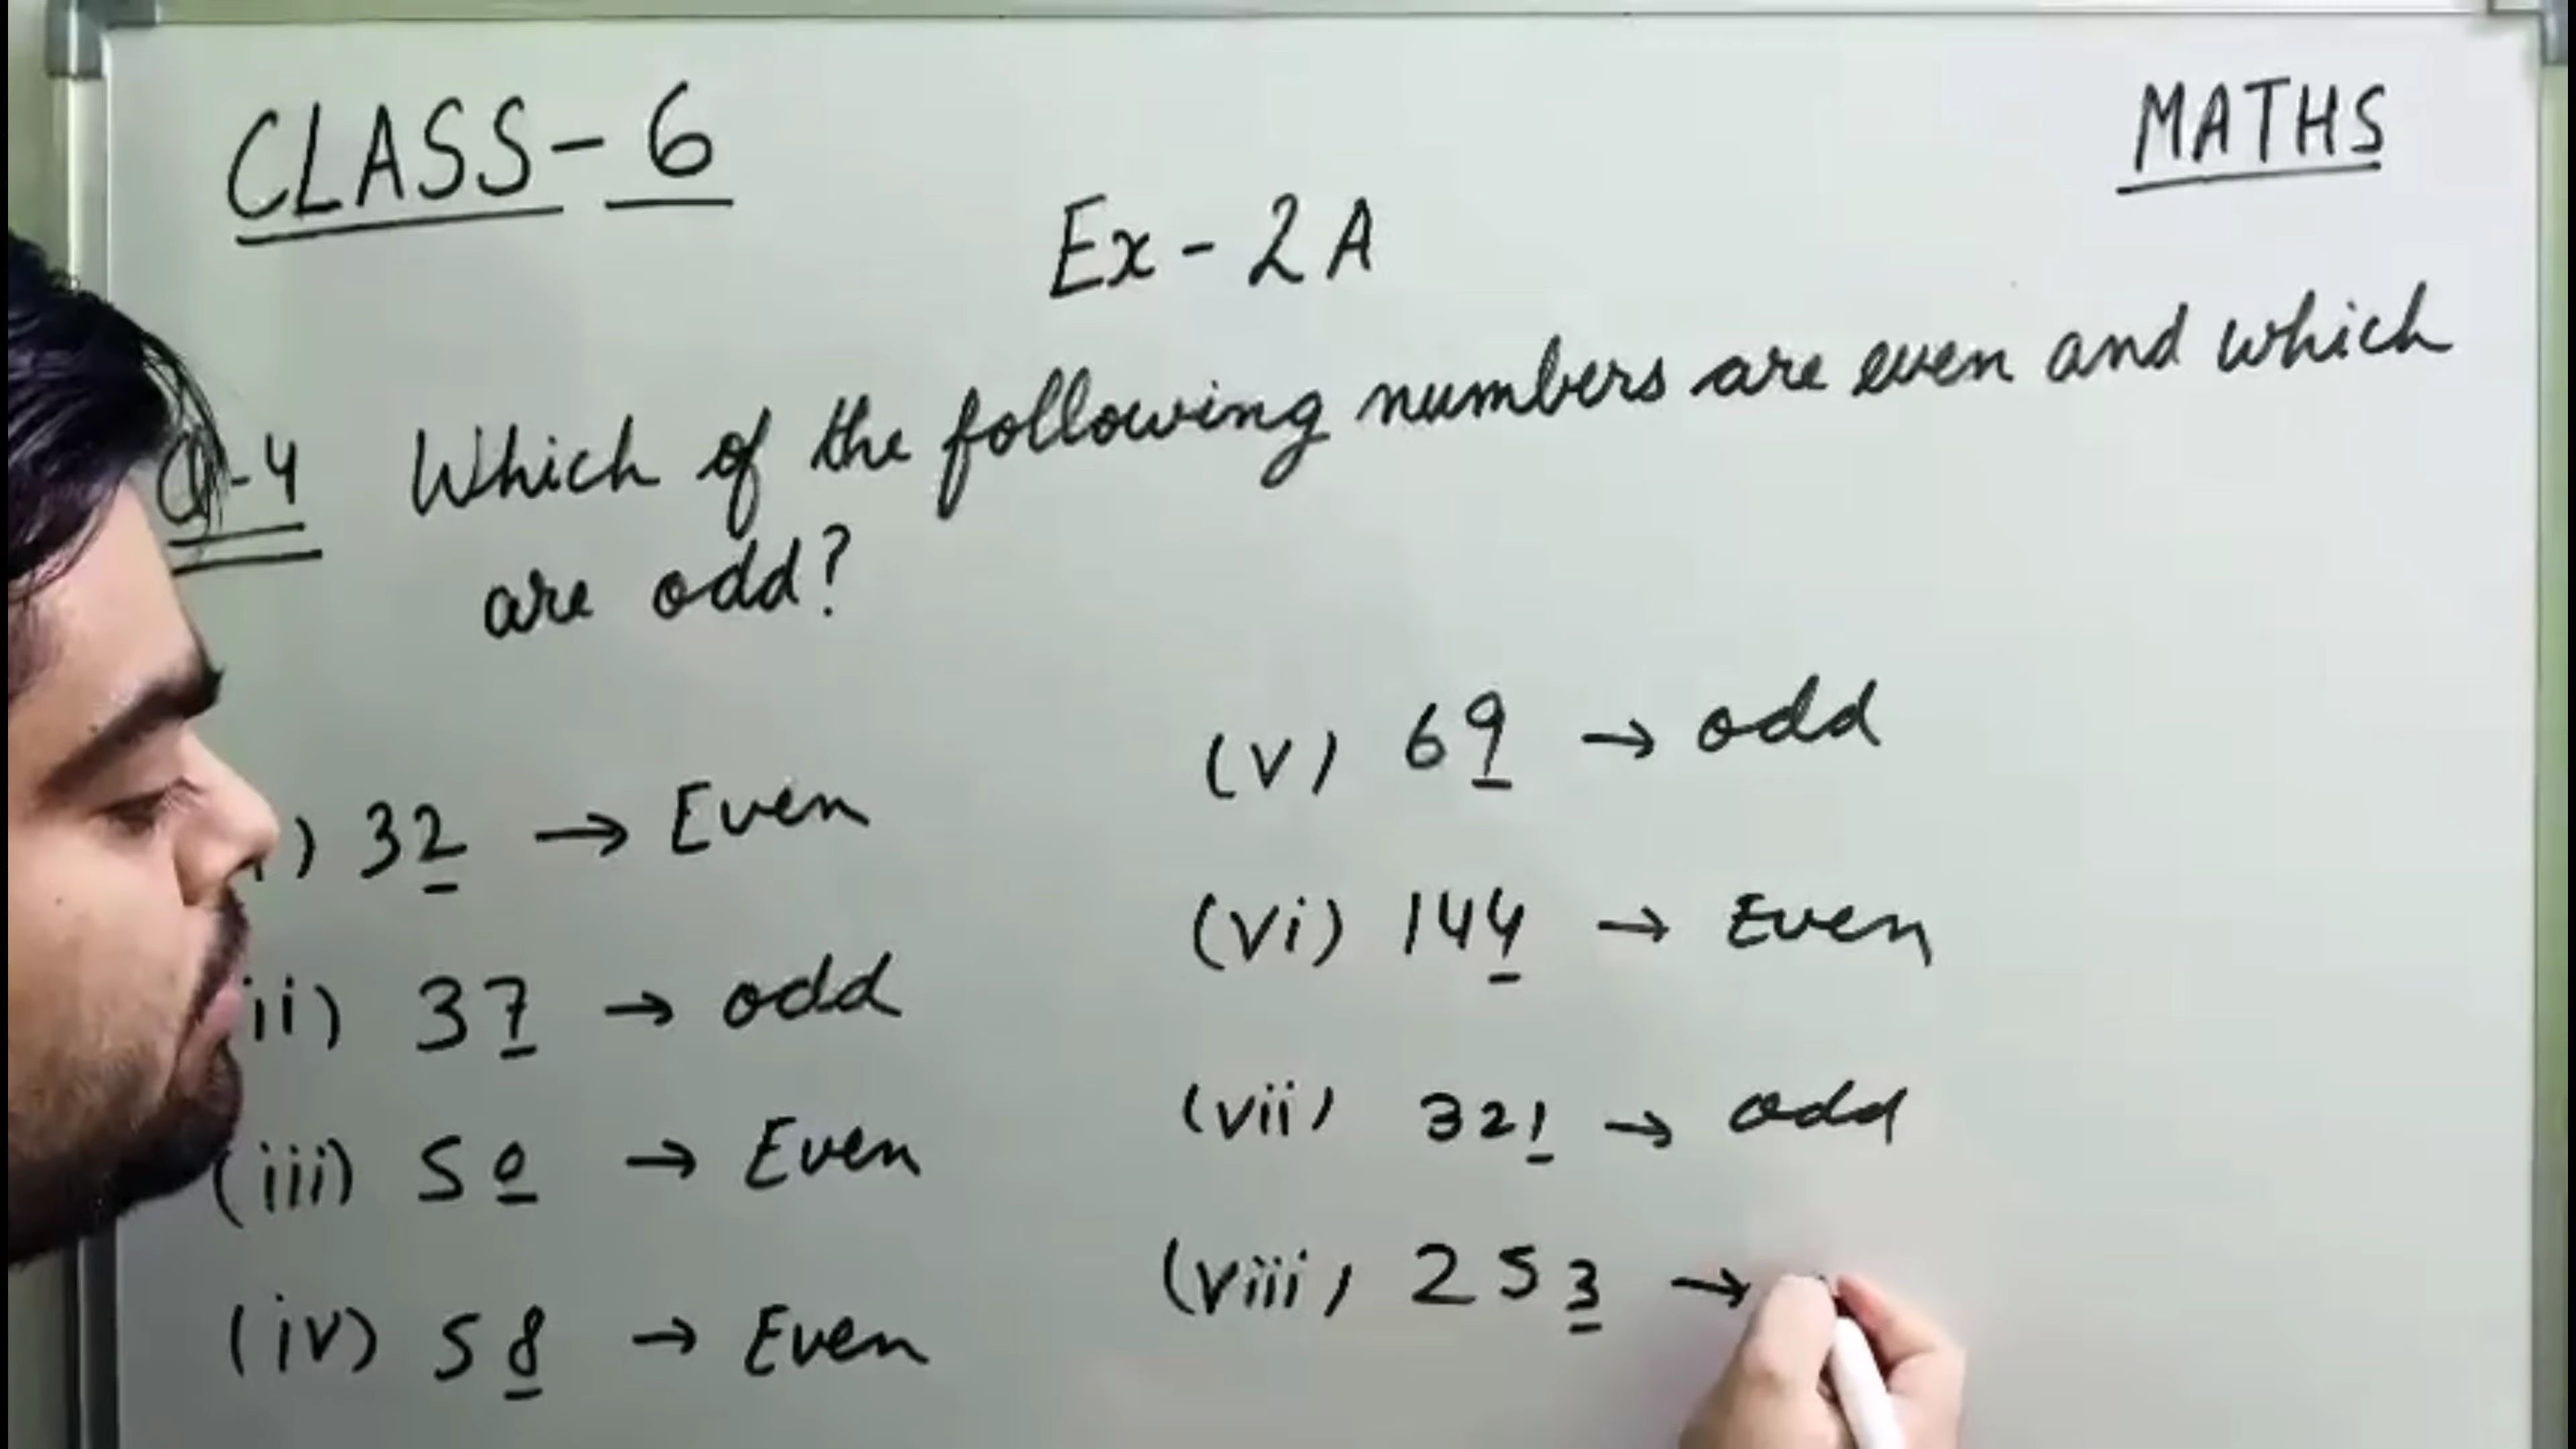 CLASS-6
MATHS
Ex-2A
Q-4 Which of the following numbers are even and which
are odd?
) 32 → Even
ii) 37 → odd
(iii) 50 → Even
(iv) 58 → Even
(v) 69 → odd
(vi) 144 → Even
(vii) 321 → odd
(viii) 253 →